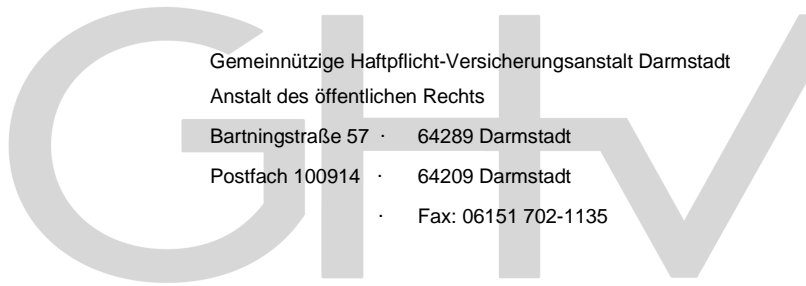 GHV
Gemeinnützige Haftpflicht-Versicherungsanstalt Darmstadt
Anstalt des öffentlichen Rechts
Bartningstraße 57 · 64289 Darmstadt
Postfach 100914 · 64209 Darmstadt
· Fax: 06151 702-1135